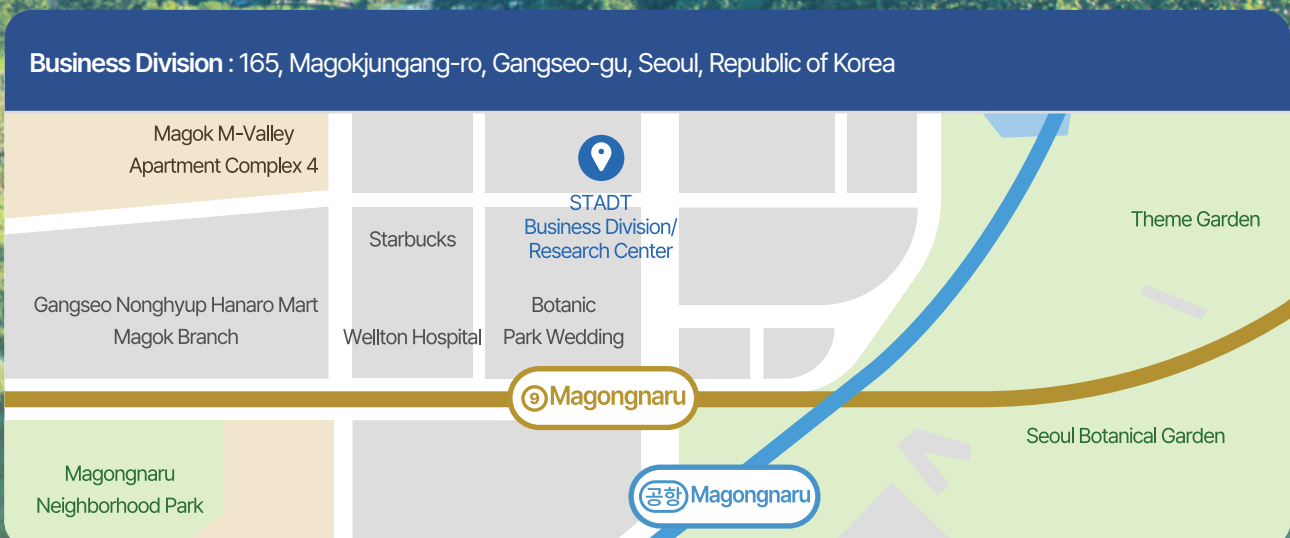 Business Division : 165, Magokjungang-ro, Gangseo-gu, Seoul, Republic of Korea
Magok M-Valley
Apartment Complex 4
STADT
Business Division/
Research Center
Theme Garden
Starbucks
Gangseo Nonghyup Hanaro Mart
Magok Branch
Wellton Hospital
Botanic
Park Wedding
9 Magongnaru
Seoul Botanical Garden
Magongnaru
Neighborhood Park
공항 Magongnaru